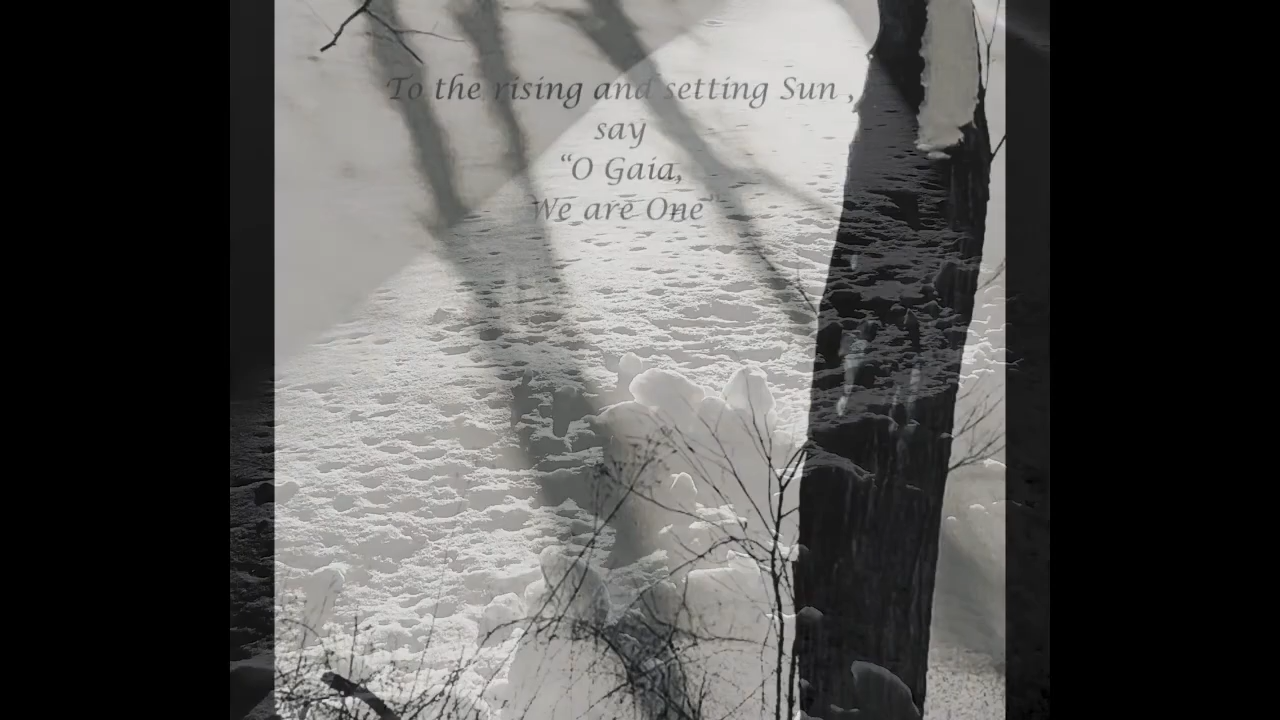 To the rising and setting Sun ,
say
“O Gaia,
We are One”